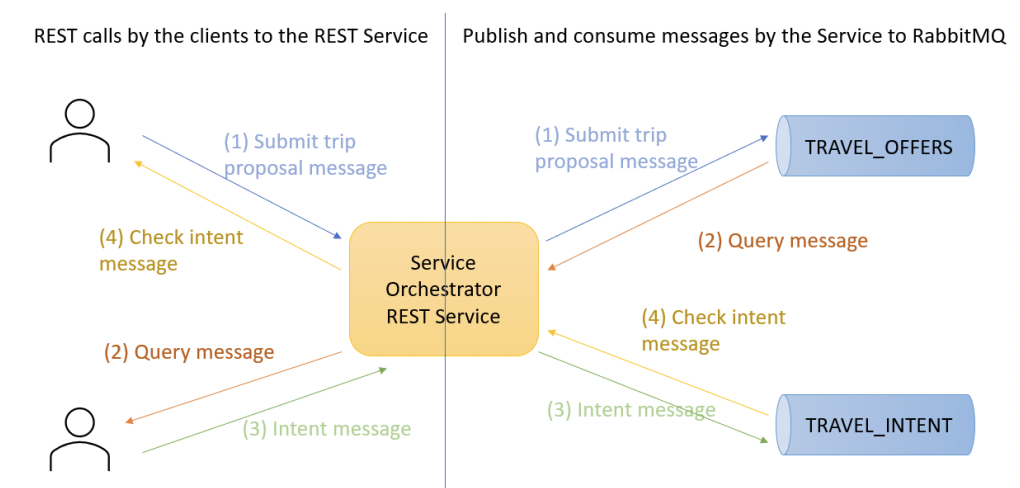 REST calls by the clients to the REST Service
Publish and consume messages by the Service to RabbitMQ
(1) Submit trip
proposal message
(1) Submit trip
proposal message
TRAVEL_OFFERS
(4) Check intent
message
(2) Query message
Service
Orchestrator
REST Service
(4) Check intent
message
(2) Query message
(3) Intent message
(3) Intent message
TRAVEL_INTENT